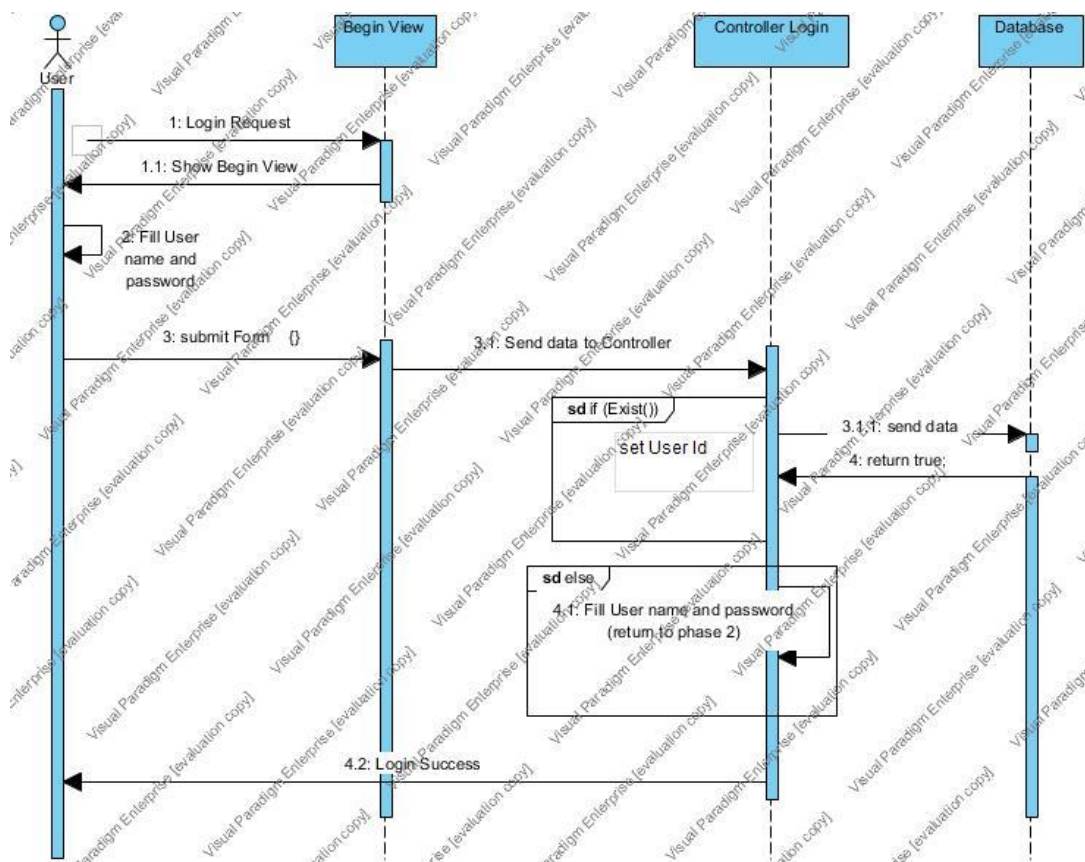 Begin View
Controller Login
Database
User
1: Login Request
1.1: Show Begin View
2: Fill User
name and
password
3: submit Form {}
3.1: Send data to Controller
sd if (Exist())
set User Id
3.1.1: send data
4: return true;
sd else
4.1: Fill User name and password
(return to phase 2)
4.2: Login Success
Visual Paradigm Enterprise [evaluation copy]